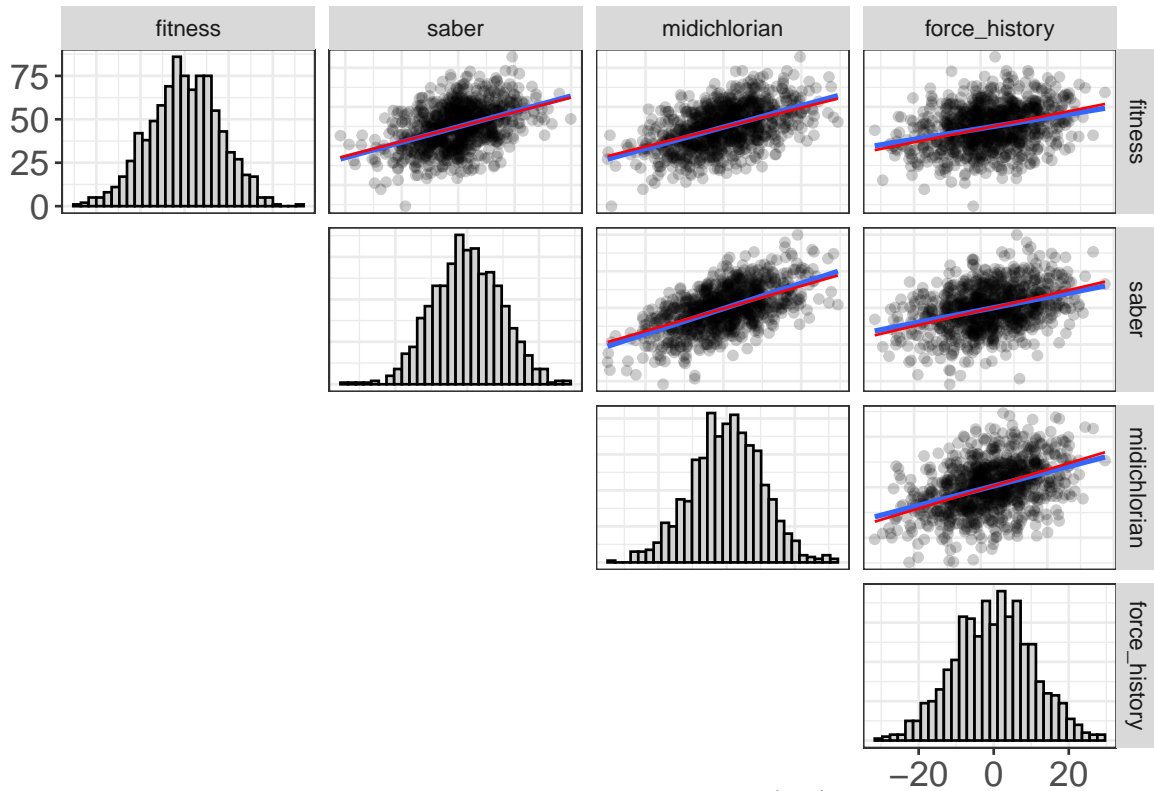 fitness saber midichlorian force_history
75
50
25
0
fitness
saber
midichlorian
force_history
−20 0 20